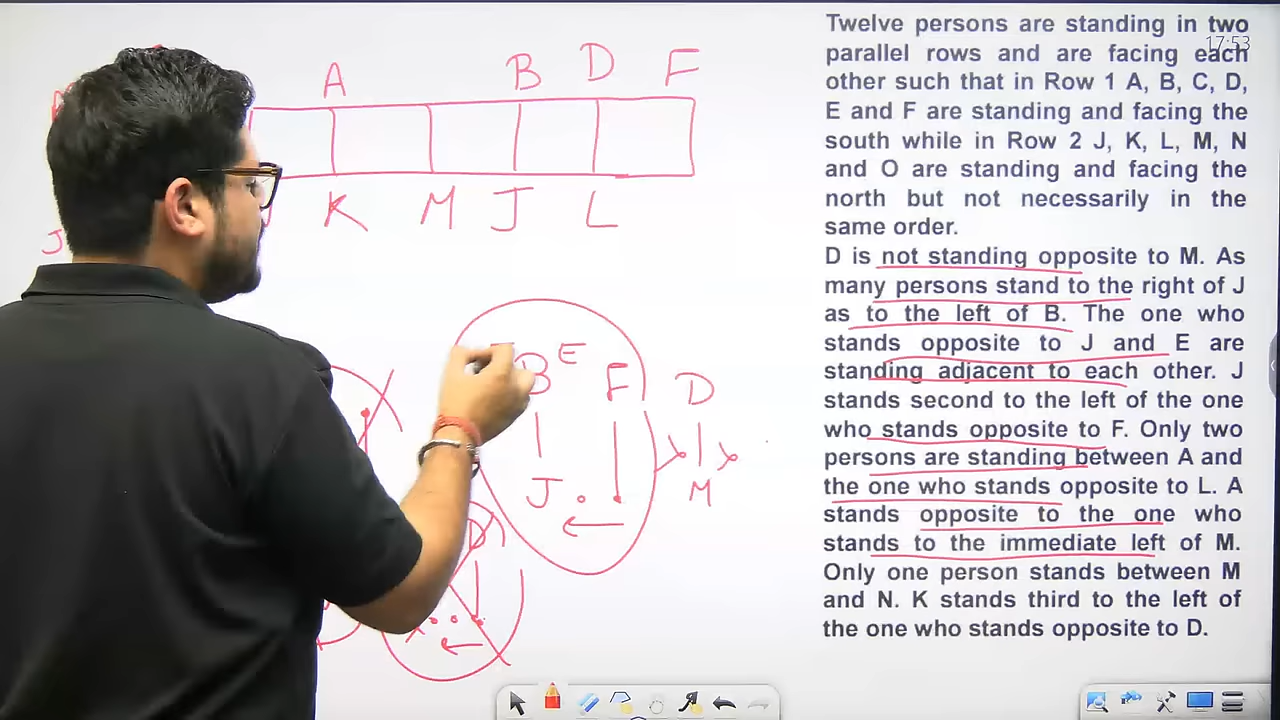 Twelve persons are standing in two
17:53
parallel rows and are facing each
other such that in Row 1 A, B, C, D,
E and F are standing and facing the
south while in Row 2 J, K, L, M, N
and O are standing and facing the
north but not necessarily in the
same order.
D is not standing opposite to M. As
many persons stand to the right of J
as to the left of B. The one who
stands opposite to J and E are
standing adjacent to each other. J
stands second to the left of the one
who stands opposite to F. Only two
persons are standing between A and
the one who stands opposite to L. A
stands opposite to the one who
stands to the immediate left of M.
Only one person stands between M
and N. K stands third to the left of
the one who stands opposite to D.
A B D F
K M J L
B E F D
J M
D